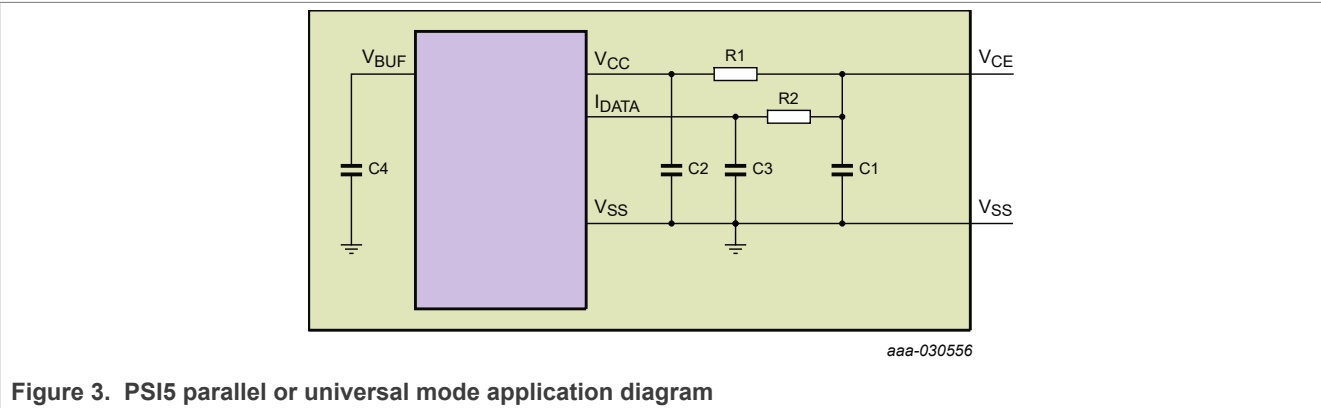 VBUF
VCC
R1
VCE
IDATA
R2
C4
C2
C3
C1
VSS
VSS
aaa-030556
Figure 3. PSI5 parallel or universal mode application diagram